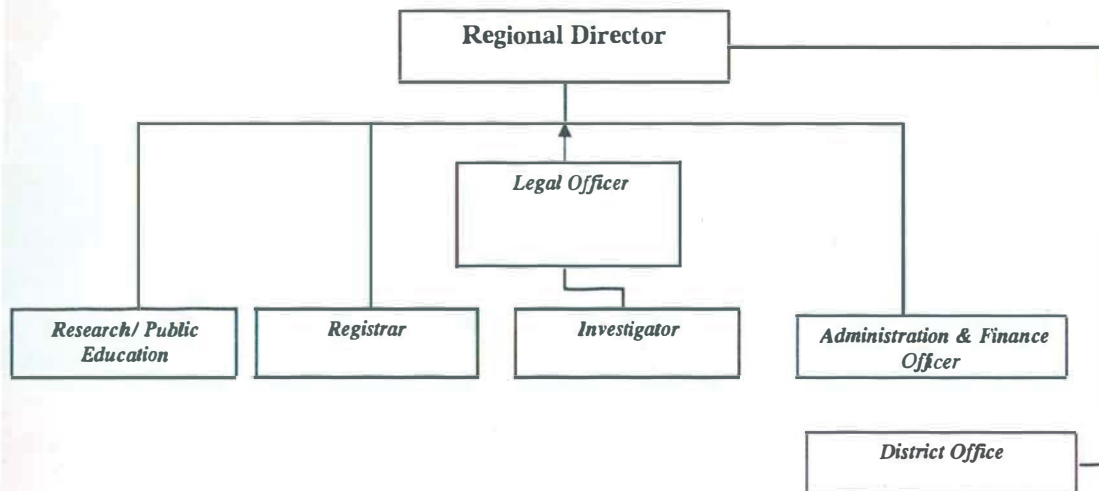 Regional Director
Legal Officer
Research/ Public
Education
Registrar
Investigator
Administration & Finance
Officer
District Office